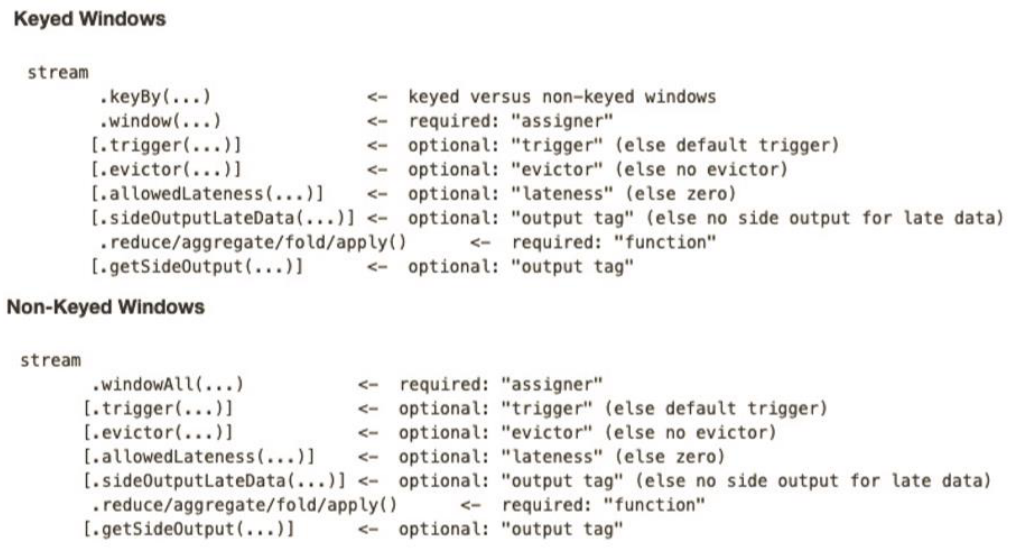 Keyed Windows
stream
.keyBy(...) <- keyed versus non-keyed windows
.window(...) <- required: "assigner"
[.trigger(...)] <- optional: "trigger" (else default trigger)
[.evictor(...)] <- optional: "evictor" (else no evictor)
[.allowedLateness(...)] <- optional: "lateness" (else zero)
[.sideOutputLateData(...)] <- optional: "output tag" (else no side output for late data)
.reduce/aggregate/fold/apply() <- required: "function"
[.getSideOutput(...)] <- optional: "output tag"
Non-Keyed Windows
stream
.windowAll(...) <- required: "assigner"
[.trigger(...)] <- optional: "trigger" (else default trigger)
[.evictor(...)] <- optional: "evictor" (else no evictor)
[.allowedLateness(...)] <- optional: "lateness" (else zero)
[.sideOutputLateData(...)] <- optional: "output tag" (else no side output for late data)
.reduce/aggregate/fold/apply() <- required: "function"
[.getSideOutput(...)] <- optional: "output tag"